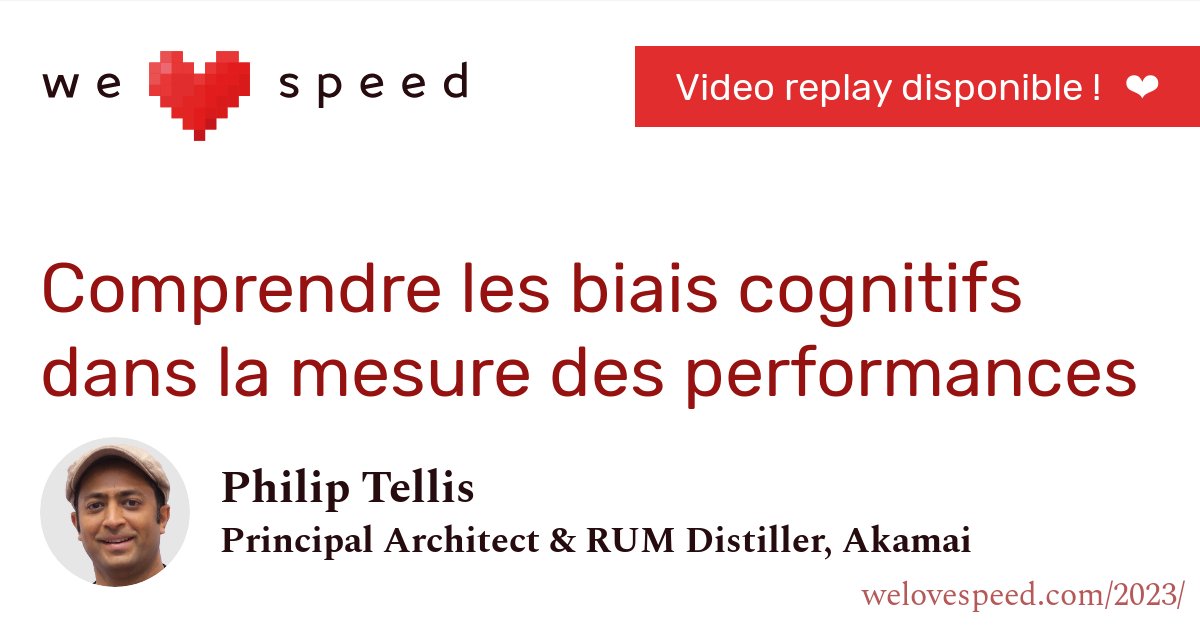 we ❤ speed
Video replay disponible ! ❤
Comprendre les biais cognitifs
dans la mesure des performances
Philip Tellis
Principal Architect & RUM Distiller, Akamai
welovespeed.com/2023/